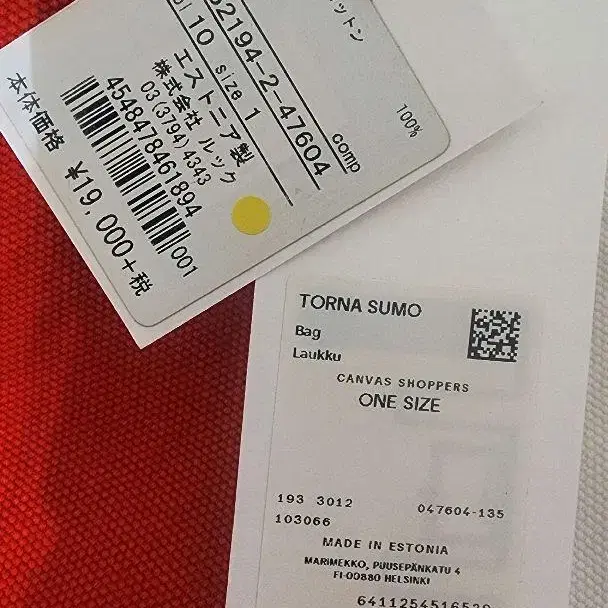 ットン
100%
comp
52194-2-47604
10 size 1
エストニア製
株式会社 ルック
03(3794)4343
4548478461894
001
本体価格 ¥19,000+税
TORNA SUMO
Bag
Laukku
CANVAS SHOPPERS
ONE SIZE
193 3012 047604-135
103066
MADE IN ESTONIA
MARIMEKKO, PUUSEPÄNKATU 4
FI-00880 HELSINKI